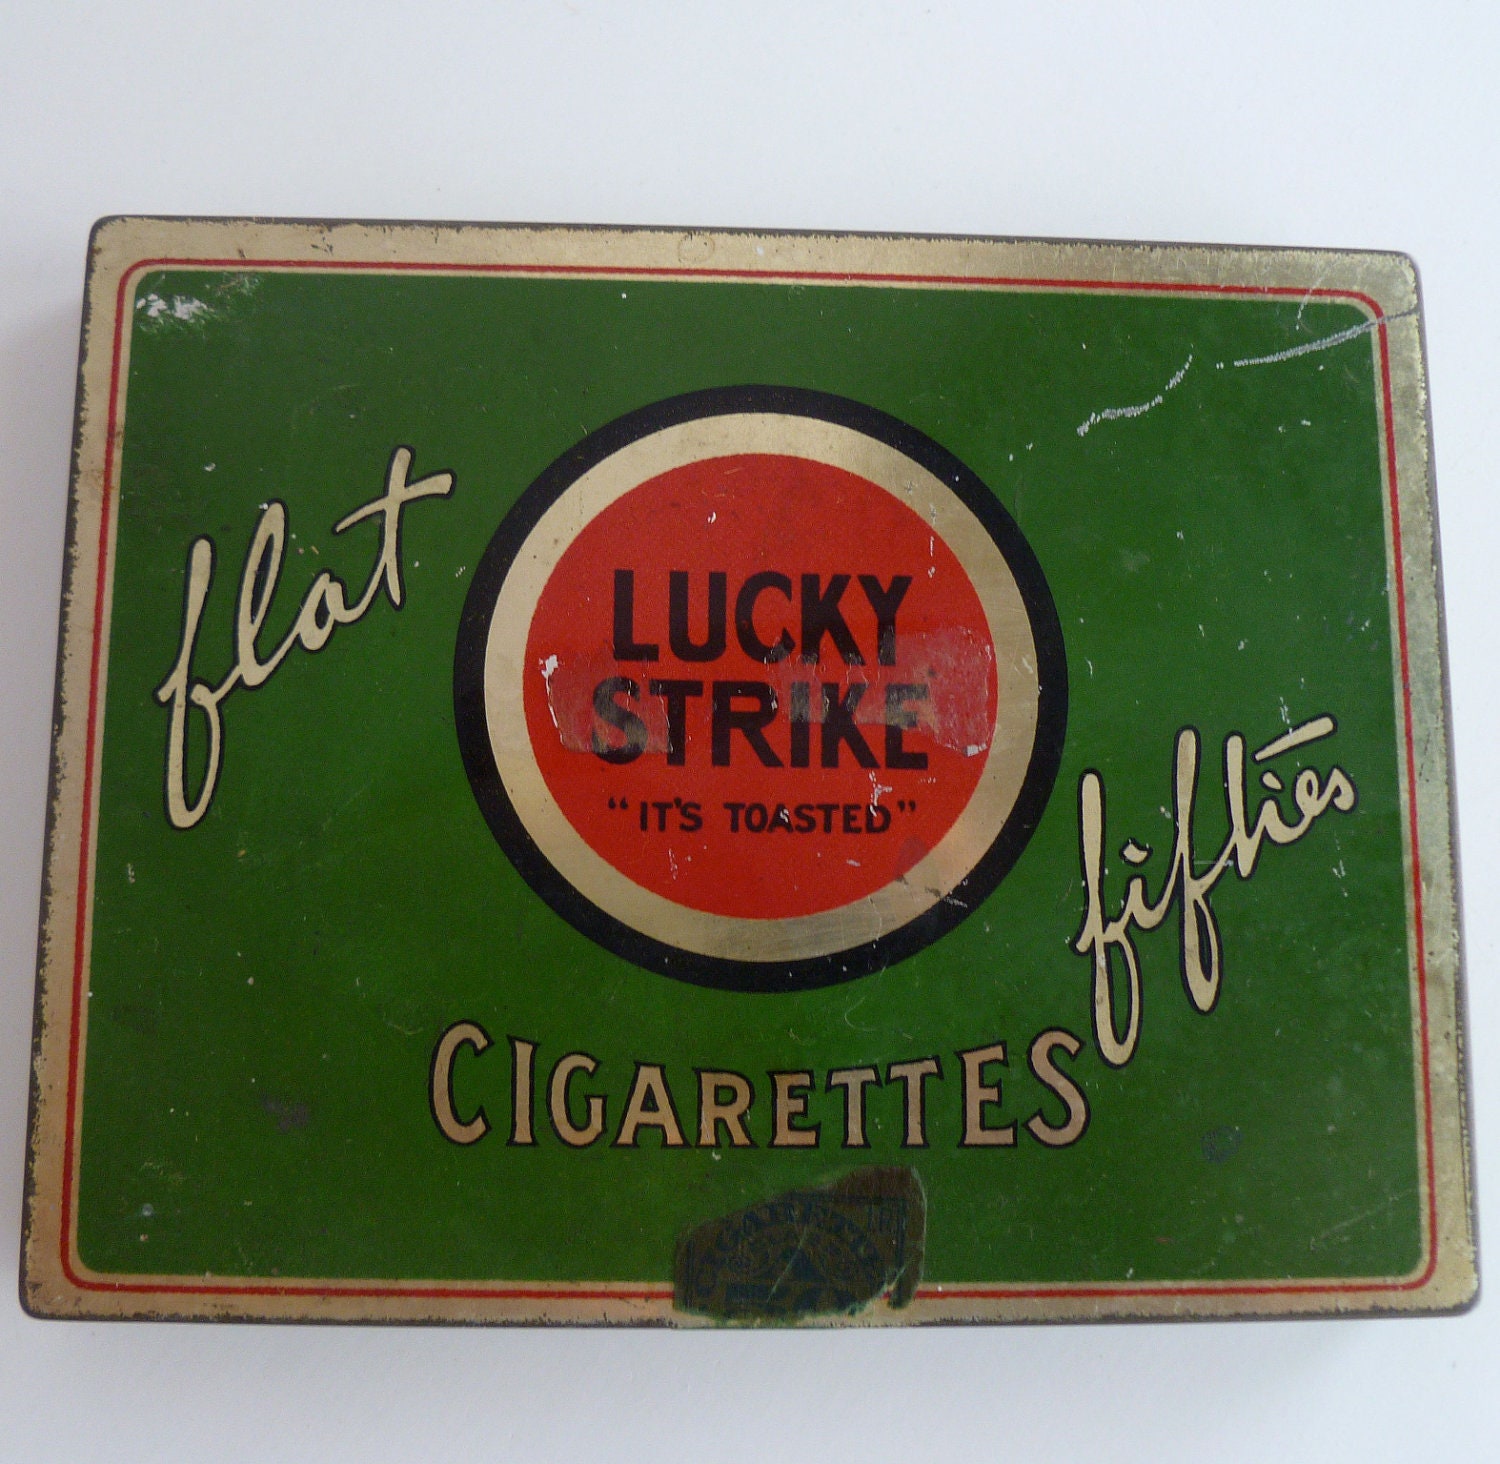 flat
LUCKY
STRIKE
"IT'S TOASTED"
fifties
CIGARETTES